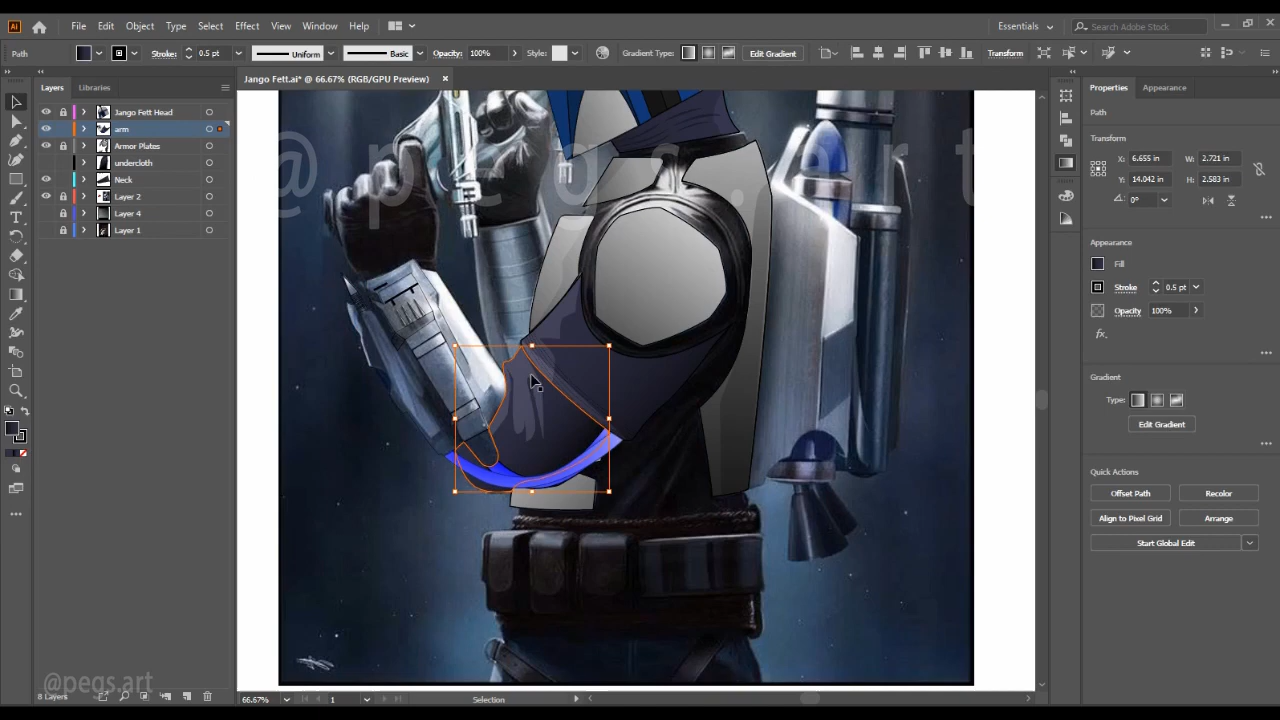 Ai File Edit Object Type Select Effect View Window Help Essentials Search Adobe Stock
Path Stroke: 0.5 pt Uniform Basic Opacity: 100% Style: Gradient Type: Edit Gradient Transform
Layers Libraries
Jango Fett.ai* @ 66.67% (RGB/GPU Preview)
Properties Appearance
Jango Fett Head
arm
Armor Plates
undercloth
Neck
Layer 2
Layer 4
Layer 1
@pegs.art
Path
Transform
X: 6.655 in W: 2.721 in
Y: 14.042 in H: 2.583 in
0°
Appearance
Fill
Stroke 0.5 pt
Opacity 100%
fx.
Gradient
Type:
Edit Gradient
Quick Actions
Offset Path Recolor
Align to Pixel Grid Arrange
Start Global Edit
@pegs.art
8 Layers
66.67% 1 Selection